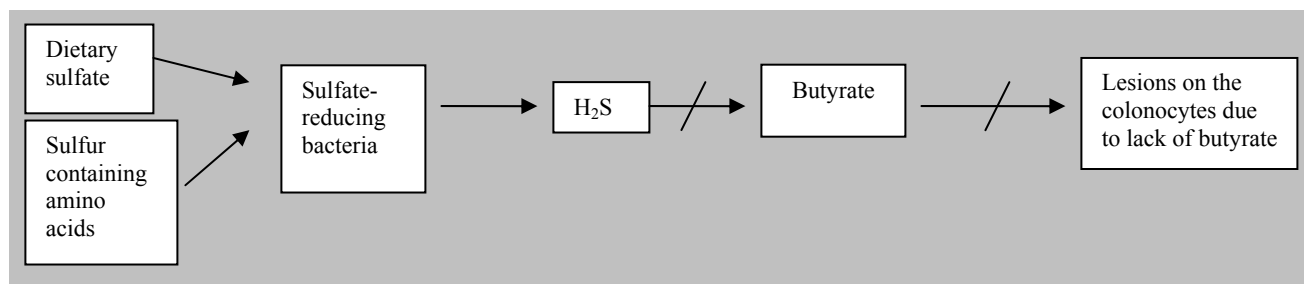 Dietary
sulfate
Sulfur
containing
amino
acids
Sulfate-
reducing
bacteria
H₂S
Butyrate
Lesions on the
colonocytes due
to lack of butyrate